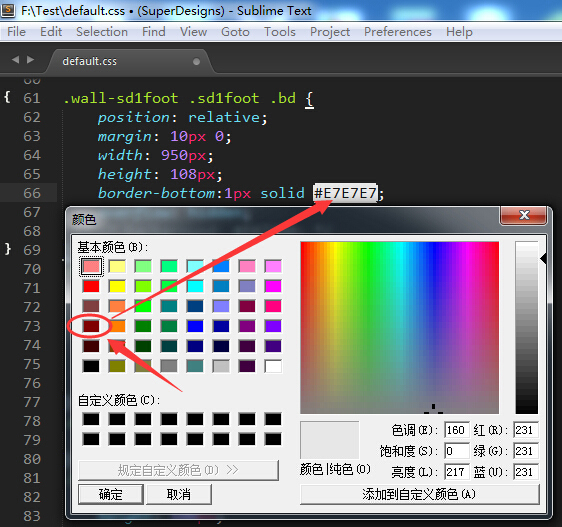 F:\Test\default.css • (SuperDesigns) - Sublime Text
File Edit Selection Find View Goto Tools Project Preferences Help
default.css
60
{ 61 .wall-sd1foot .sd1foot .bd {
62 position: relative;
63 margin: 10px 0;
64 width: 950px;
65 height: 108px;
66 border-bottom:1px solid #E7E7E7;
67
68
} 69
70
71
72
73
74
75
76
77
78
79
80
81
82
83
颜色
基本颜色(B):
自定义颜色(C):
规定自定义颜色(D) >>
确定 取消
颜色|纯色(O)
色调(E): 160 红(R): 231
饱和度(S): 0 绿(G): 231
亮度(L): 217 蓝(U): 231
添加到自定义颜色(A)